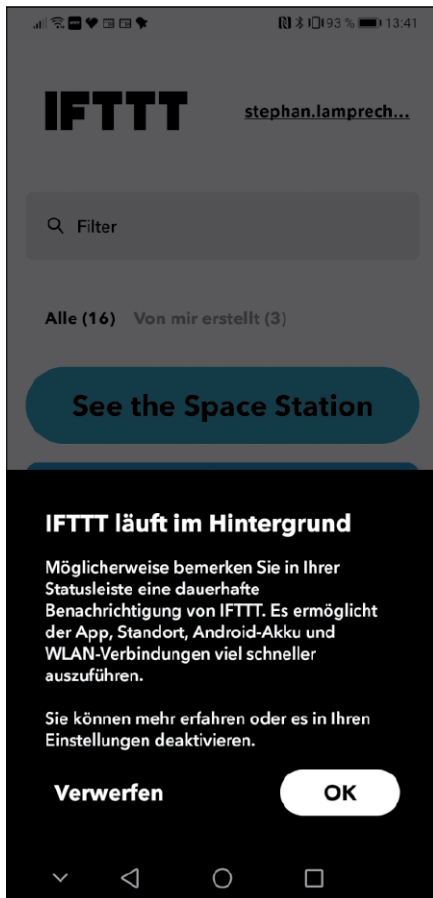 93 % 13:41
IFTTT stephan.lamprech...
Filter
Alle (16) Von mir erstellt (3)
See the Space Station
IFTTT läuft im Hintergrund
Möglicherweise bemerken Sie in Ihrer
Statusleiste eine dauerhafte
Benachrichtigung von IFTTT. Es ermöglicht
der App, Standort, Android-Akku und
WLAN-Verbindungen viel schneller
auszuführen.
Sie können mehr erfahren oder es in Ihren
Einstellungen deaktivieren.
Verwerfen OK